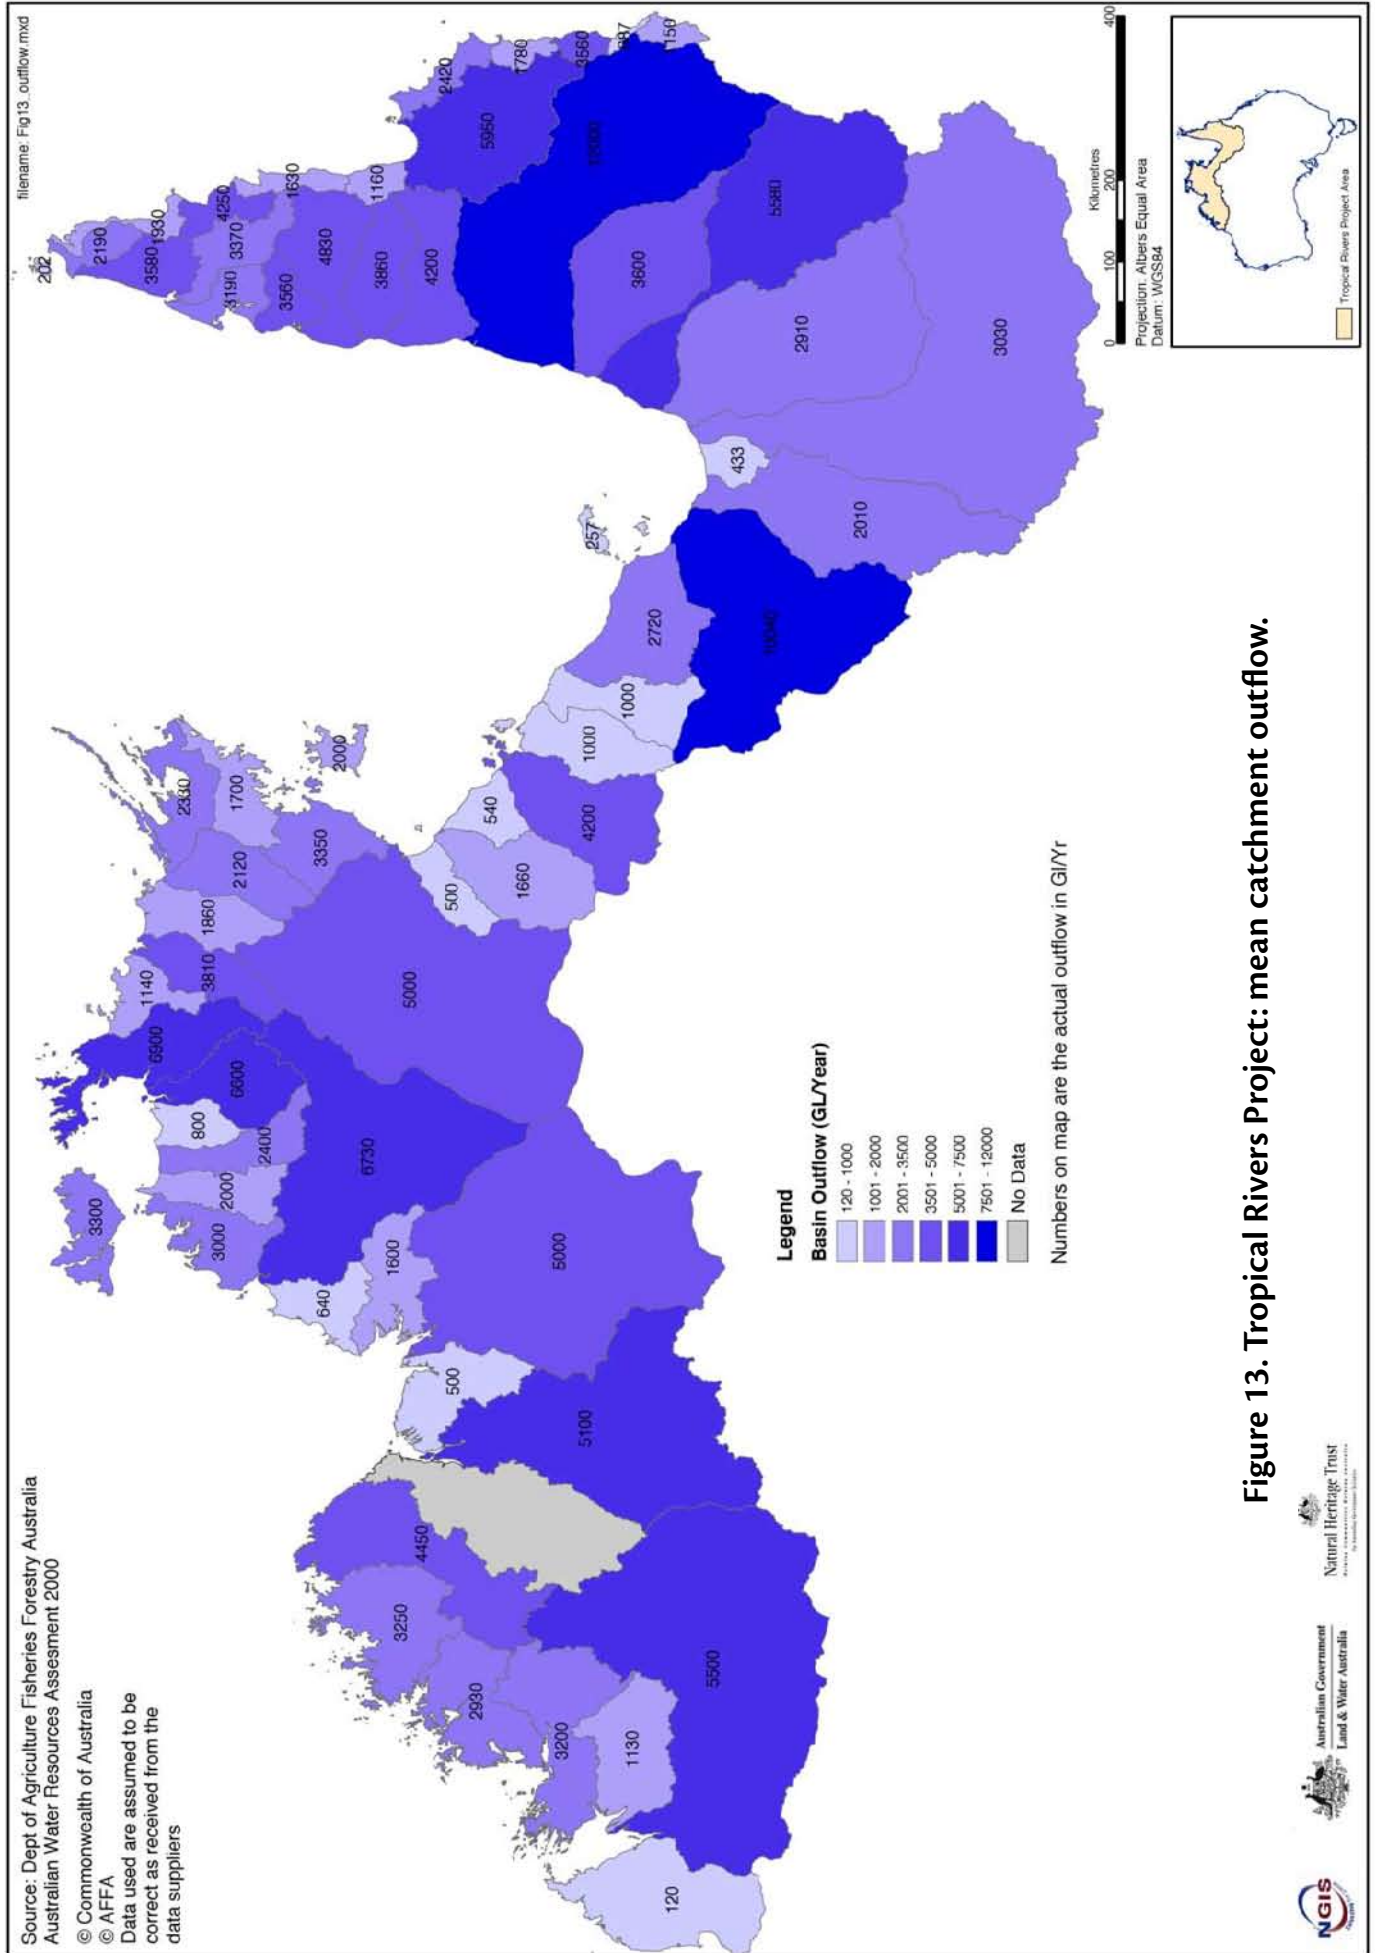 filename: Fig13_outflow.mxd
Source: Dept of Agriculture Fisheries Forestry Australia
Australian Water Resources Assesment 2000
© Commonwealth of Australia
© AFFA
Data used are assumed to be
correct as received from the
data suppliers
202
2190
1930
3580
4250
3370
3190
1630
3560
4830
1160
3860
4200
2420
5950
1780
3560
12000
3600
5580
2910
3030
433
2010
257
2720
10040
1000
1000
4200
540
1660
500
2000
2330
1700
3350
2120
1860
3810
1140
5000
6900
6600
800
2400
2000
3000
3300
6730
1600
640
5000
500
5100
4450
3250
2930
3200
1130
5500
120
Legend
Basin Outflow (GL/Year)
120 - 1000
1001 - 2000
2001 - 3500
3501 - 5000
5001 - 7500
7501 - 12000
No Data
Numbers on map are the actual outflow in Gl/Yr
Kilometres
0 100 200 400
Projection: Albers Equal Area
Datum: WGS84
Tropical Rivers Project Area
Figure 13. Tropical Rivers Project: mean catchment outflow.
NGIS
Australian Government
Land & Water Australia
Natural Heritage Trust